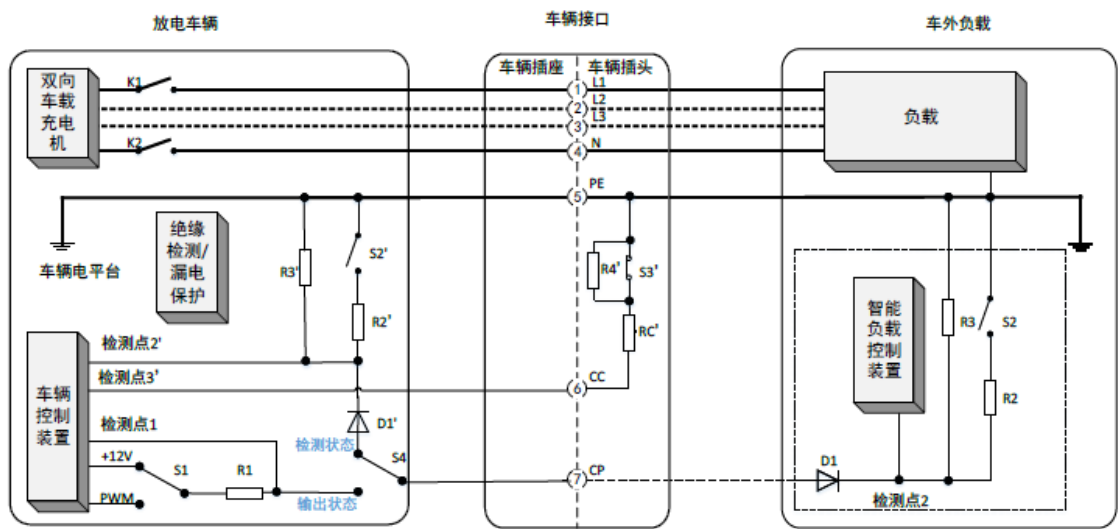 放电车辆
车辆接口
车外负载
双向
车载
充电
机
K1
K2
车辆插座
车辆插头
1
L1
2
L2
3
L3
4
N
5
PE
负载
车辆电平台
绝缘
检测/
漏电
保护
R3'
S2'
R2'
R4'
S3'
RC'
智能
负载
控制
装置
R3
S2
R2
车辆
控制
装置
检测点2'
检测点3'
检测点1
+12V
PWM
S1
R1
D1'
检测状态
输出状态
S4
6
CC
7
CP
D1
检测点2